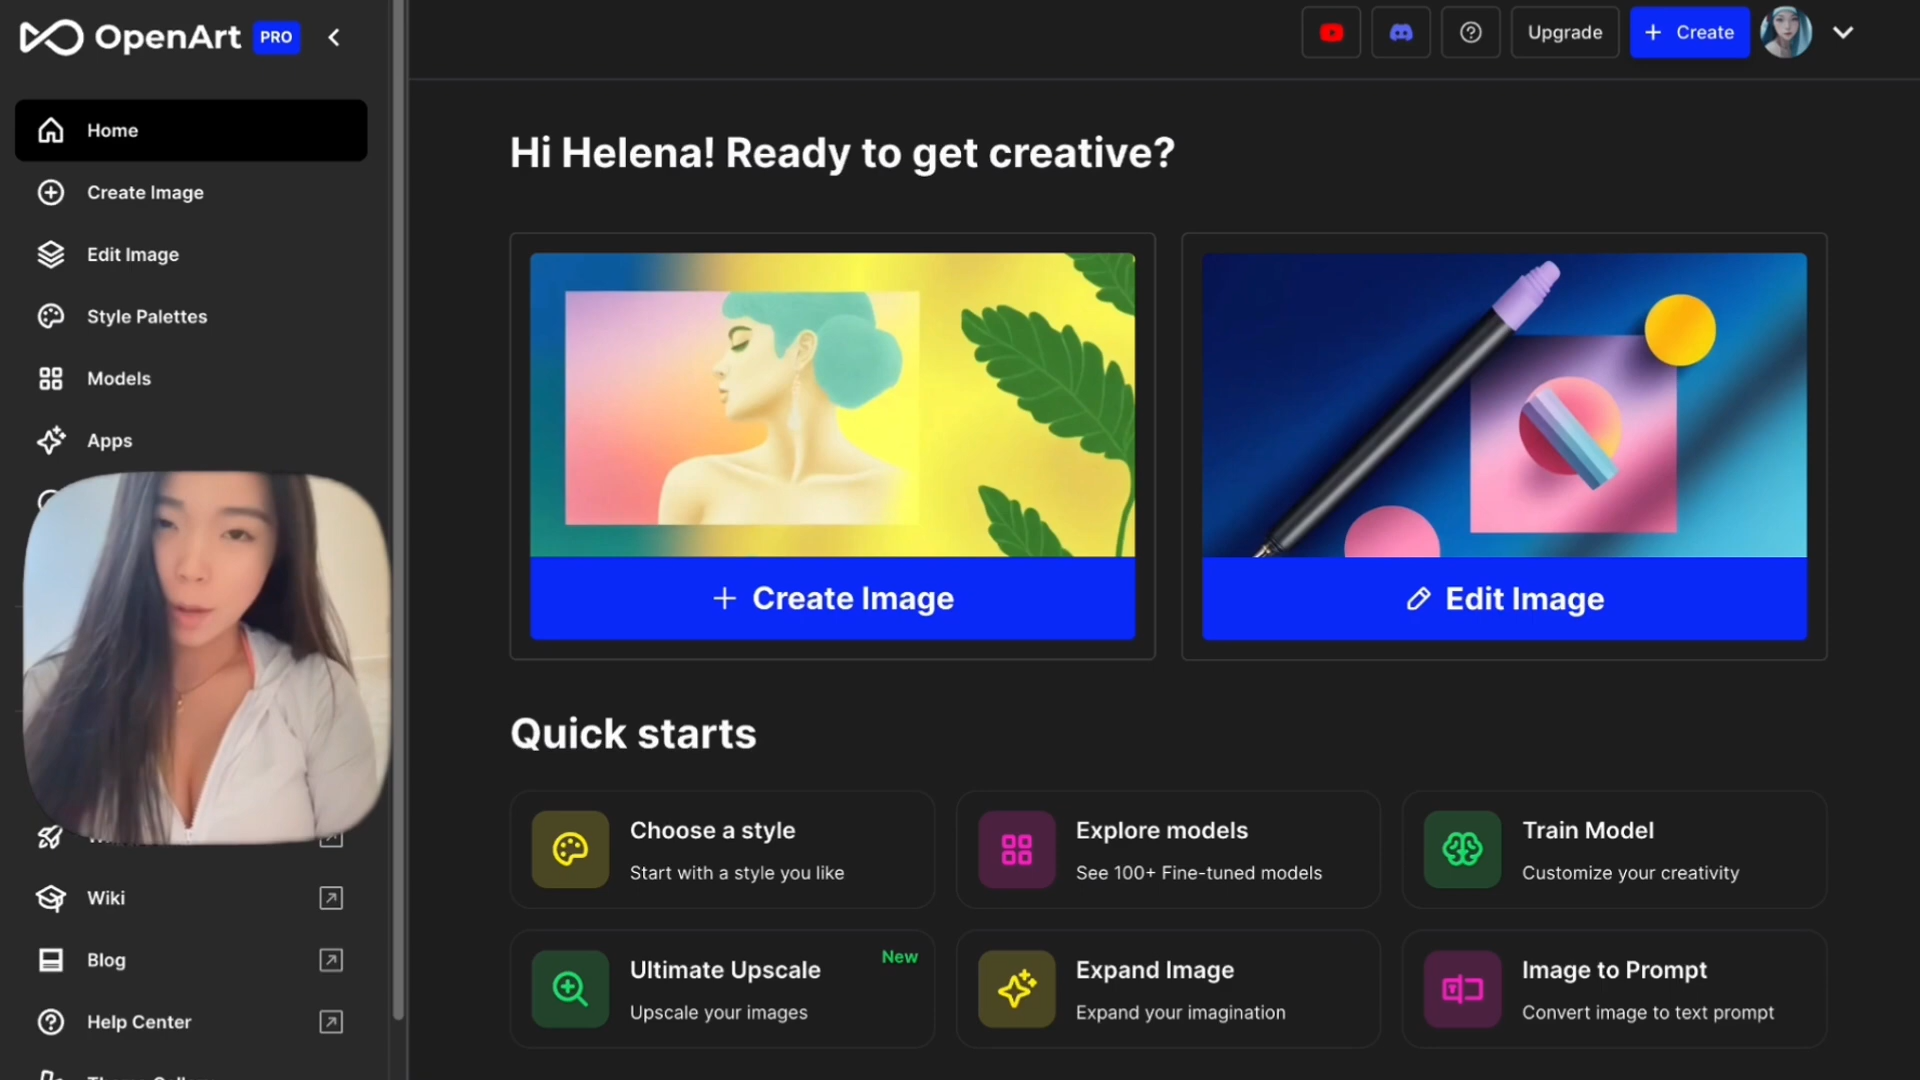 OpenArt PRO
Upgrade
Create
Home
Create Image
Edit Image
Style Palettes
Models
Apps
Wiki
Blog
Help Center
Hi Helena! Ready to get creative?
Create Image
Edit Image
Quick starts
Choose a style
Start with a style you like
Explore models
See 100+ Fine-tuned models
Train Model
Customize your creativity
Ultimate Upscale
New
Upscale your images
Expand Image
Expand your imagination
Image to Prompt
Convert image to text prompt